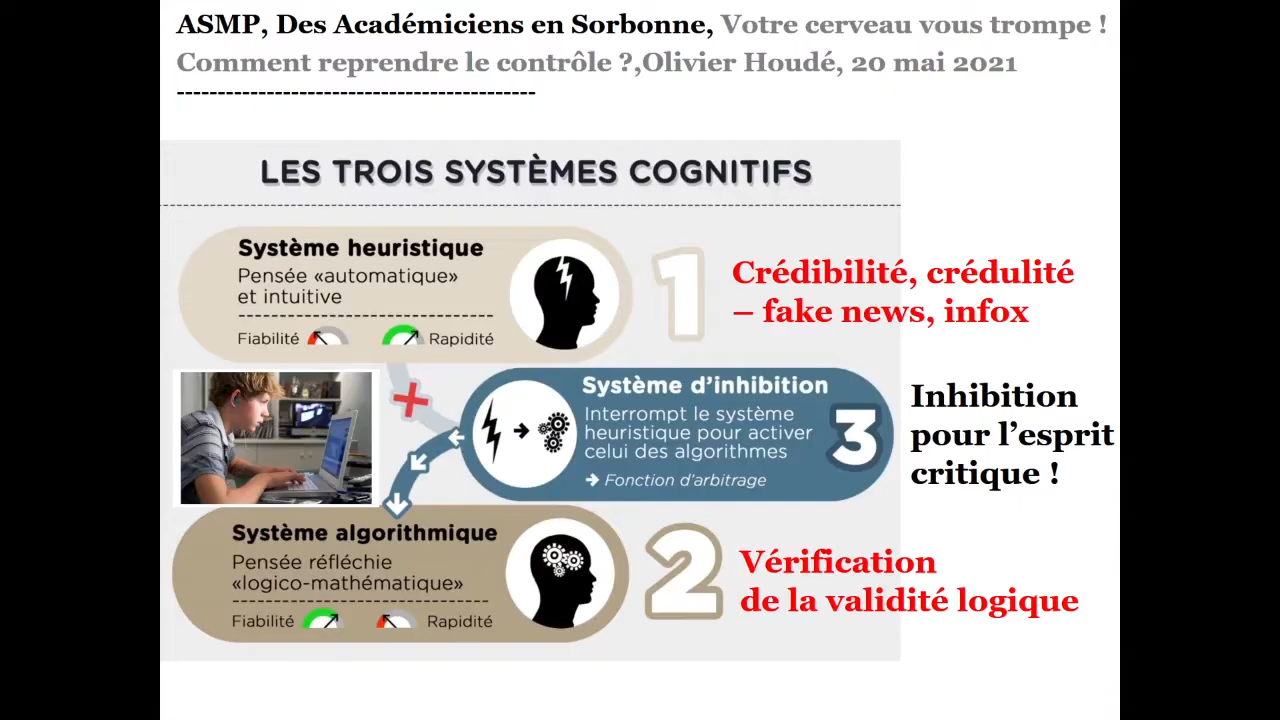 ASMP, Des Académiciens en Sorbonne, Votre cerveau vous trompe !
Comment reprendre le contrôle ?,Olivier Houdé, 20 mai 2021
----------------------------------------
LES TROIS SYSTÈMES COGNITIFS
Système heuristique
Pensée «automatique»
et intuitive
Fiabilité Rapidité
1
Crédibilité, crédulité
– fake news, infox
Système d'inhibition
Interrompt le système
heuristique pour activer
celui des algorithmes
→ Fonction d'arbitrage
3
Inhibition
pour l'esprit
critique !
Système algorithmique
Pensée réfléchie
«logico-mathématique»
Fiabilité Rapidité
2
Vérification
de la validité logique